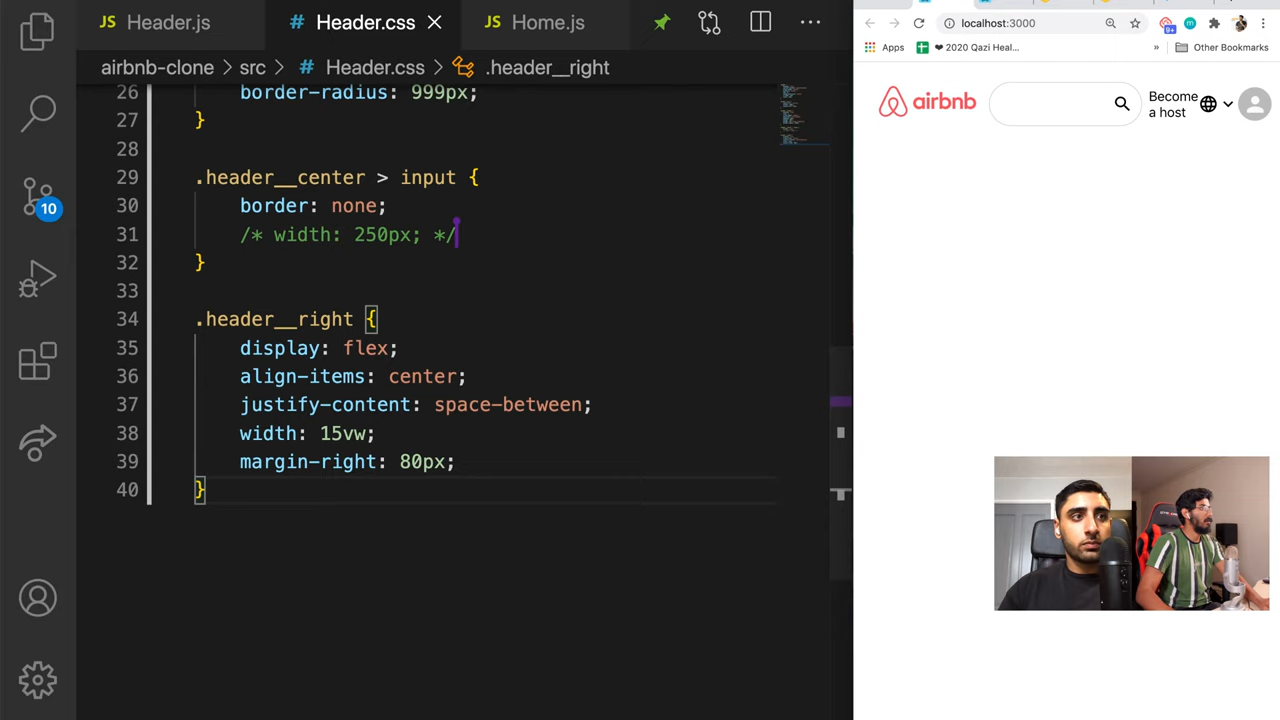 Header.js
Header.css
Home.js
airbnb-clone > src > # Header.css > .header__right
26 border-radius: 999px;
27 }
28
29 .header__center > input {
30 border: none;
31 /* width: 250px; */
32 }
33
34 .header__right {
35 display: flex;
36 align-items: center;
37 justify-content: space-between;
38 width: 15vw;
39 margin-right: 80px;
40 }
10
localhost:3000
9+
Apps
❤ 2020 Qazi Heal...
» Other Bookmarks
airbnb
Become
a host